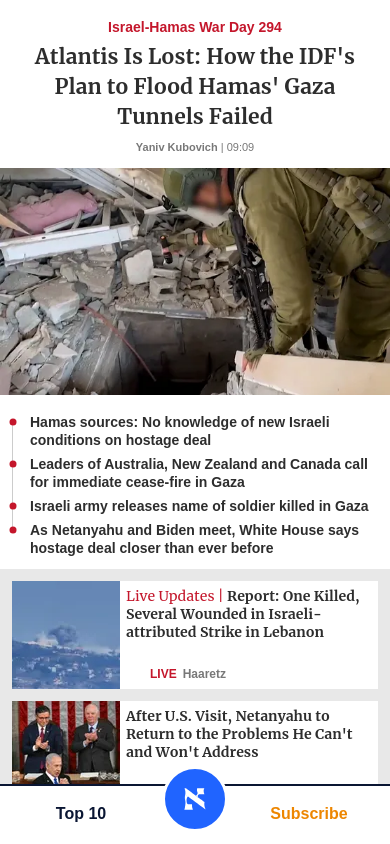 Israel-Hamas War Day 294
Atlantis Is Lost: How the IDF's
Plan to Flood Hamas' Gaza
Tunnels Failed
Yaniv Kubovich | 09:09
Hamas sources: No knowledge of new Israeli
conditions on hostage deal
Leaders of Australia, New Zealand and Canada call
for immediate cease-fire in Gaza
Israeli army releases name of soldier killed in Gaza
As Netanyahu and Biden meet, White House says
hostage deal closer than ever before
Live Updates | Report: One Killed,
Several Wounded in Israeli-
attributed Strike in Lebanon
LIVE Haaretz
After U.S. Visit, Netanyahu to
Return to the Problems He Can't
and Won't Address
Top 10
א
Subscribe